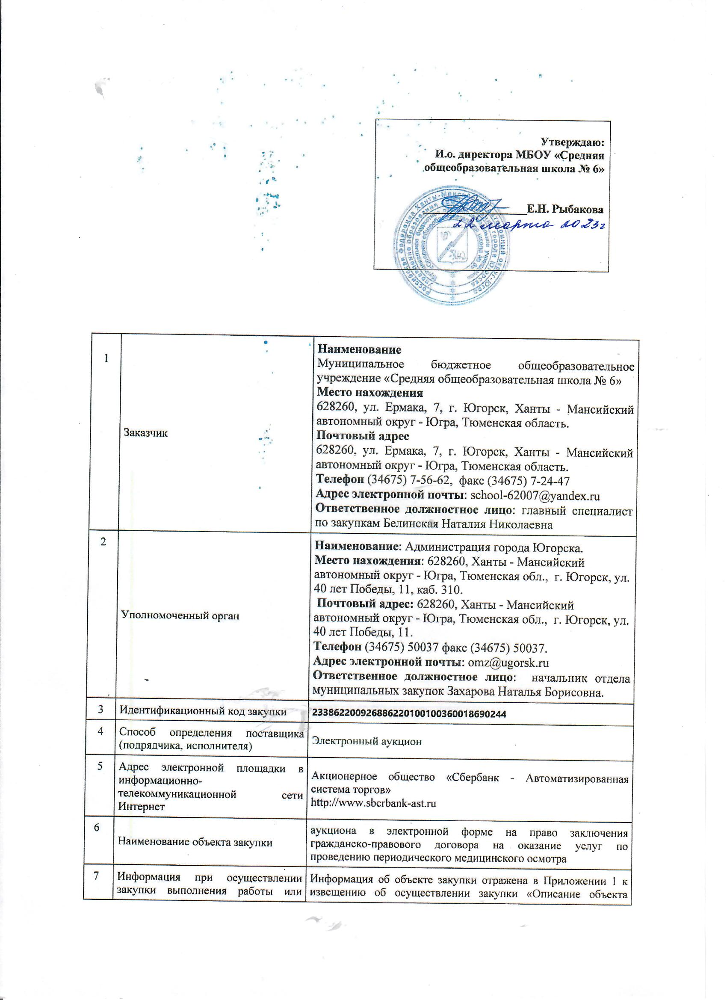 Утверждаю:
И.о. директора МБОУ «Средняя
общеобразовательная школа № 6»
Е.Н. Рыбакова
22 марта 2023г
1
Заказчик
Наименование
Муниципальное бюджетное общеобразовательное
учреждение «Средняя общеобразовательная школа № 6»
Место нахождения
628260, ул. Ермака, 7, г. Югорск, Ханты - Мансийский
автономный округ - Югра, Тюменская область.
Почтовый адрес
628260, ул. Ермака, 7, г. Югорск, Ханты - Мансийский
автономный округ - Югра, Тюменская область.
Телефон (34675) 7-56-62, факс (34675) 7-24-47
Адрес электронной почты: school-62007@yandex.ru
Ответственное должностное лицо: главный специалист
по закупкам Белинская Наталия Николаевна
2
Уполномоченный орган
Наименование: Администрация города Югорска.
Место нахождения: 628260, Ханты - Мансийский
автономный округ - Югра, Тюменская обл., г. Югорск, ул.
40 лет Победы, 11, каб. 310.
Почтовый адрес: 628260, Ханты - Мансийский
автономный округ - Югра, Тюменская обл., г. Югорск, ул.
40 лет Победы, 11.
Телефон (34675) 50037 факс (34675) 50037.
Адрес электронной почты: omz@ugorsk.ru
Ответственное должностное лицо: начальник отдела
муниципальных закупок Захарова Наталья Борисовна.
3
Идентификационный код закупки
233862200926886220100100360018690244
4
Способ определения поставщика
(подрядчика, исполнителя)
Электронный аукцион
5
Адрес электронной площадки в
информационно-
телекоммуникационной сети
Интернет
Акционерное общество «Сбербанк - Автоматизированная
система торгов»
http://www.sberbank-ast.ru
6
Наименование объекта закупки
аукциона в электронной форме на право заключения
гражданско-правового договора на оказание услуг по
проведению периодического медицинского осмотра
7
Информация при осуществлении
закупки выполнения работы или
Информация об объекте закупки отражена в Приложении 1 к
извещению об осуществлении закупки «Описание объекта